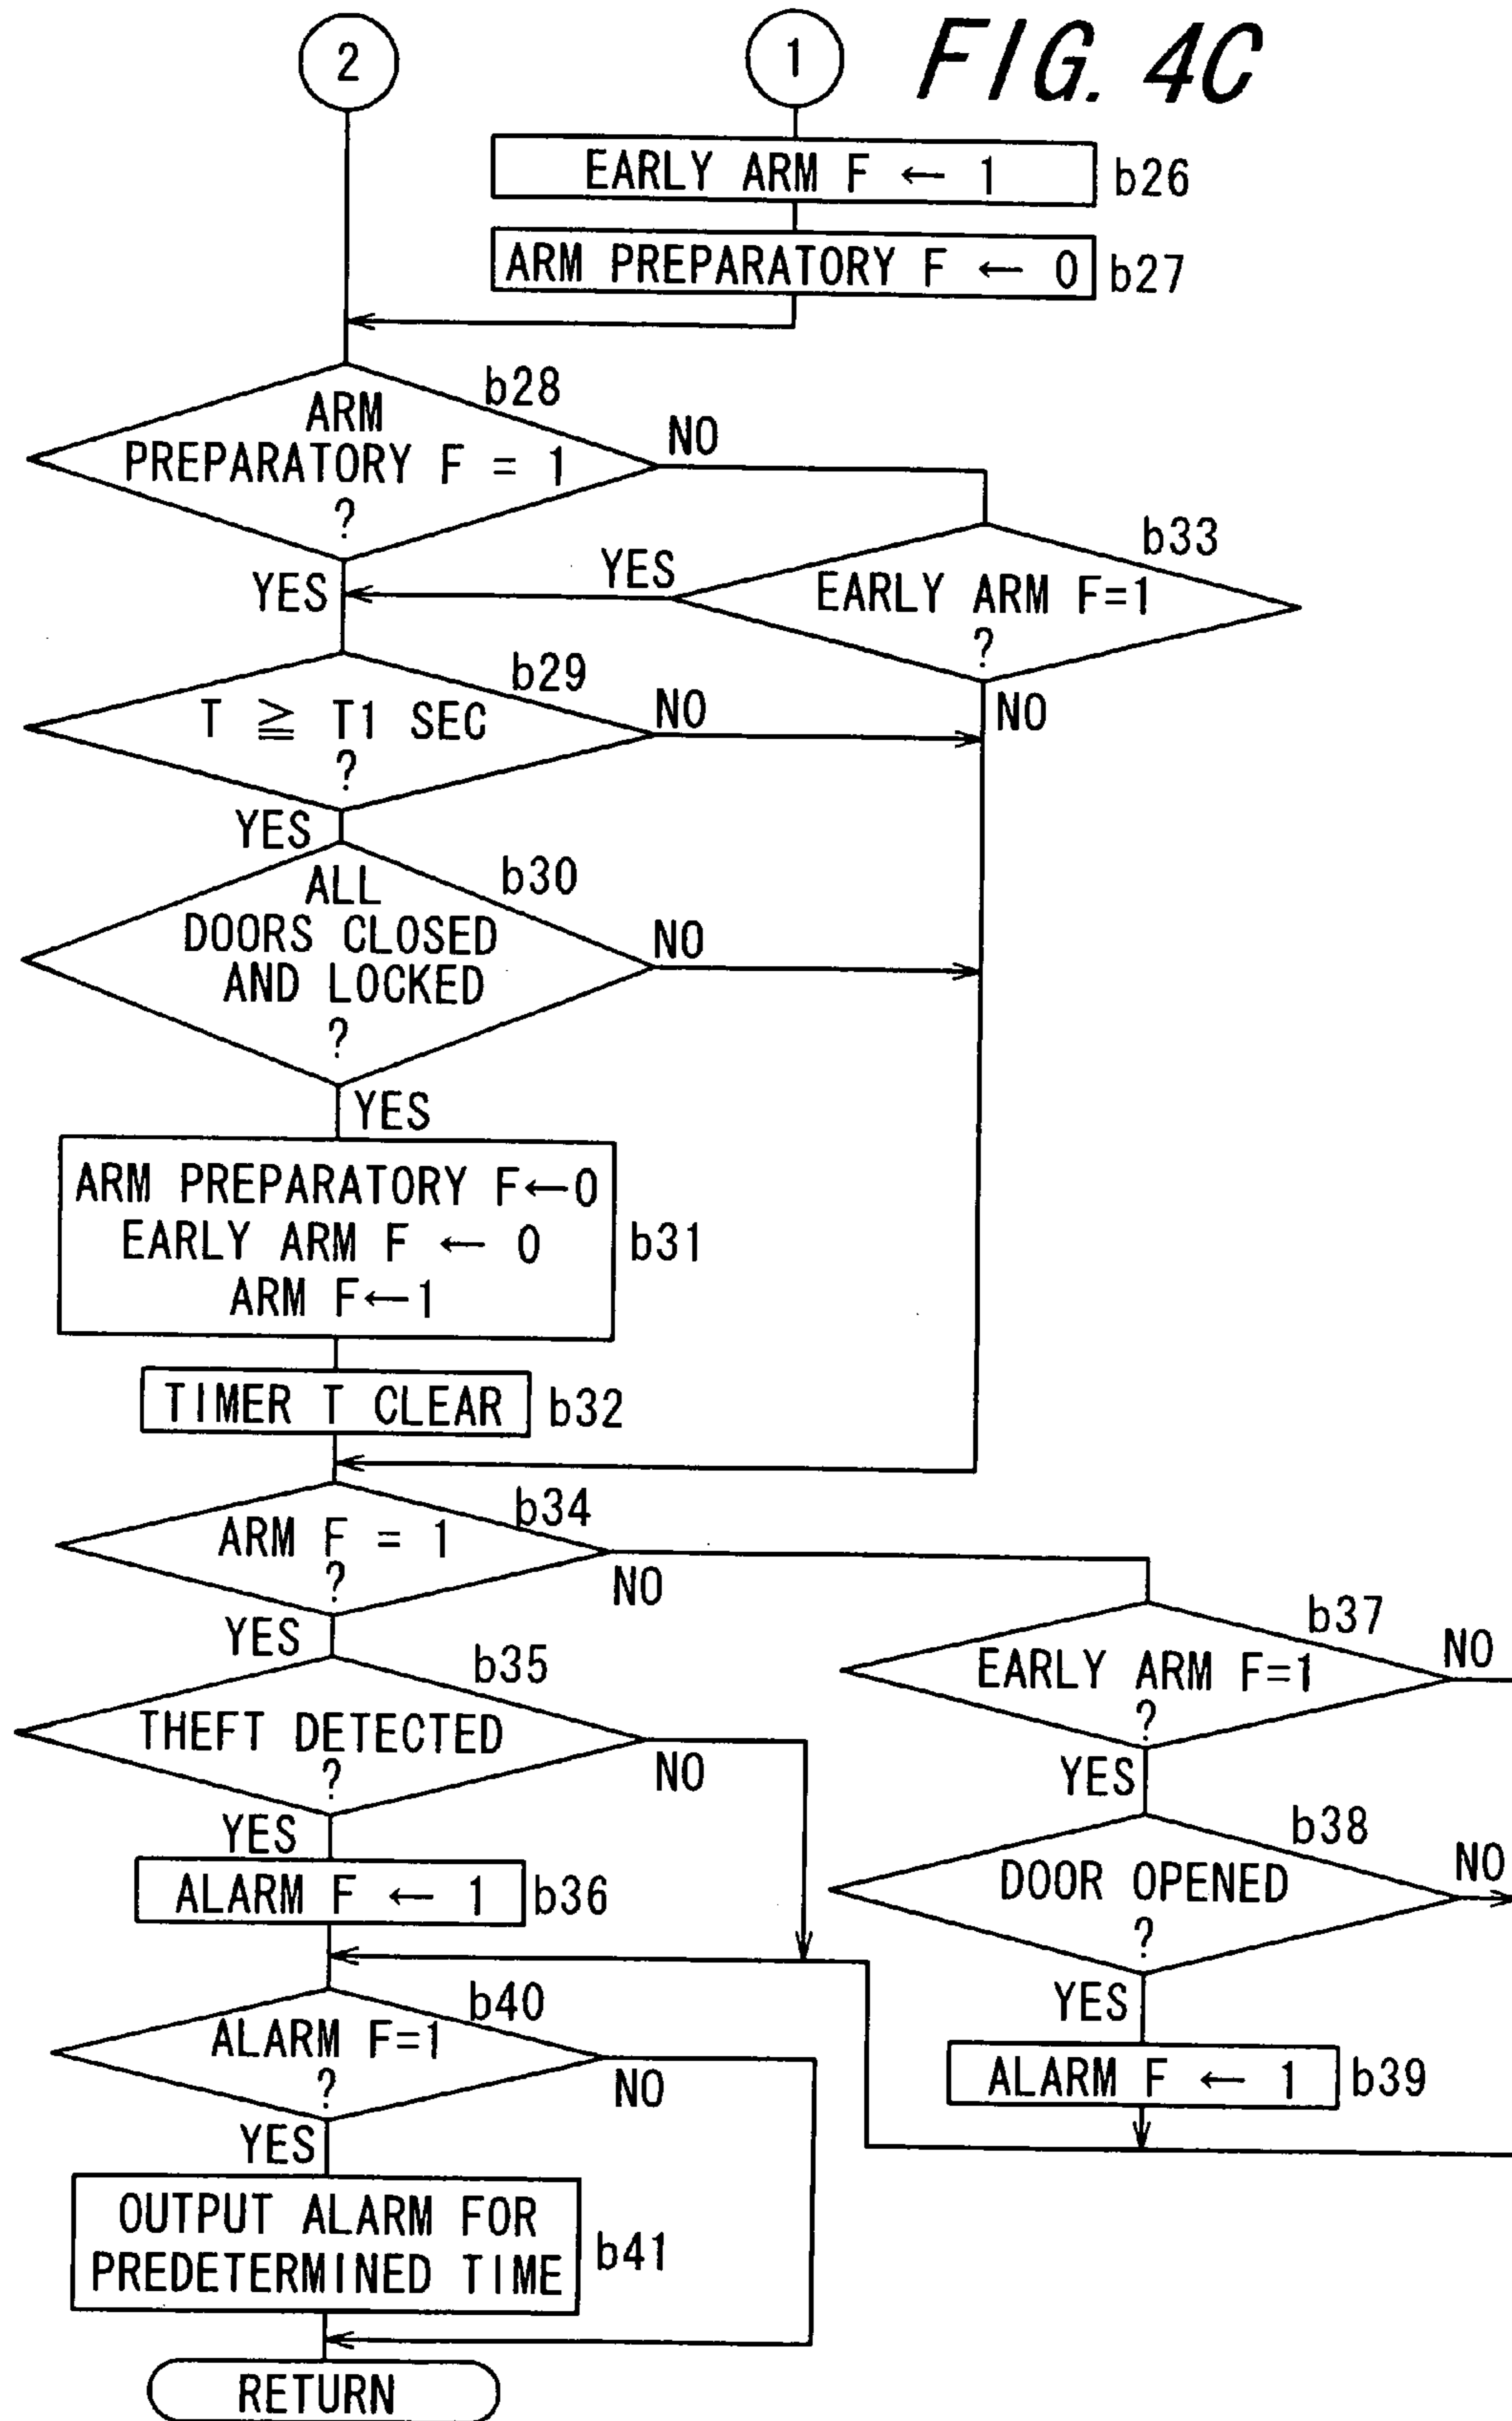 2
1
FIG. 4C
EARLY ARM F ← 1
b26
ARM PREPARATORY F ← 0
b27
b28
ARM
PREPARATORY F = 1
?
NO
YES
b33
EARLY ARM F=1
?
YES
NO
b29
T ≧ T1 SEC
?
NO
YES
b30
ALL
DOORS CLOSED
AND LOCKED
?
NO
YES
ARM PREPARATORY F←0
EARLY ARM F ← 0
ARM F←1
b31
TIMER T CLEAR
b32
b34
ARM F = 1
?
NO
YES
b35
THEFT DETECTED
?
NO
YES
ALARM F ← 1
b36
b37
EARLY ARM F=1
?
NO
YES
b38
DOOR OPENED
?
NO
YES
ALARM F ← 1
b39
b40
ALARM F=1
?
NO
YES
OUTPUT ALARM FOR
PREDETERMINED TIME
b41
RETURN